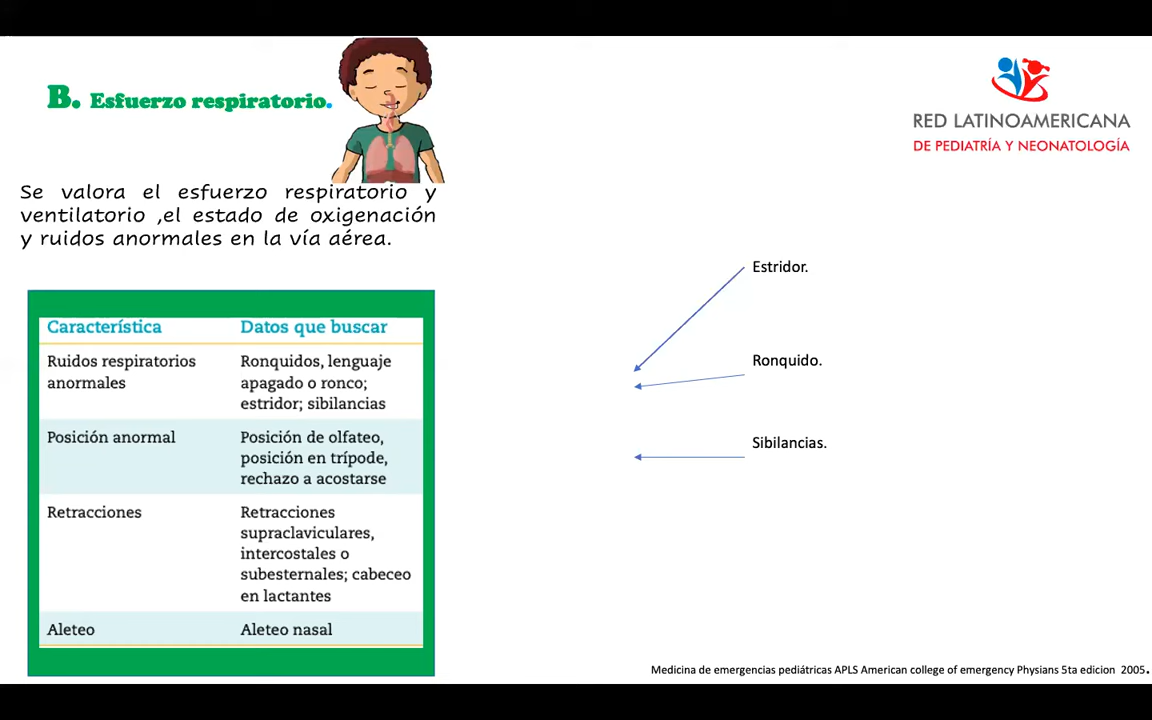 B. Esfuerzo respiratorio.
RED LATINOAMERICANA
DE PEDIATRÍA Y NEONATOLOGÍA
Se valora el esfuerzo respiratorio y
ventilatorio ,el estado de oxigenación
y ruidos anormales en la vía aérea.
Característica Datos que buscar
Ruidos respiratorios Ronquidos, lenguaje
anormales apagado o ronco;
estridor; sibilancias
Posición anormal Posición de olfateo,
posición en trípode,
rechazo a acostarse
Retracciones Retracciones
supraclaviculares,
intercostales o
subesternales; cabeceo
en lactantes
Aleteo Aleteo nasal
Estridor.
Ronquido.
Sibilancias.
Medicina de emergencias pediátricas APLS American college of emergency Physians 5ta edicion 2005.